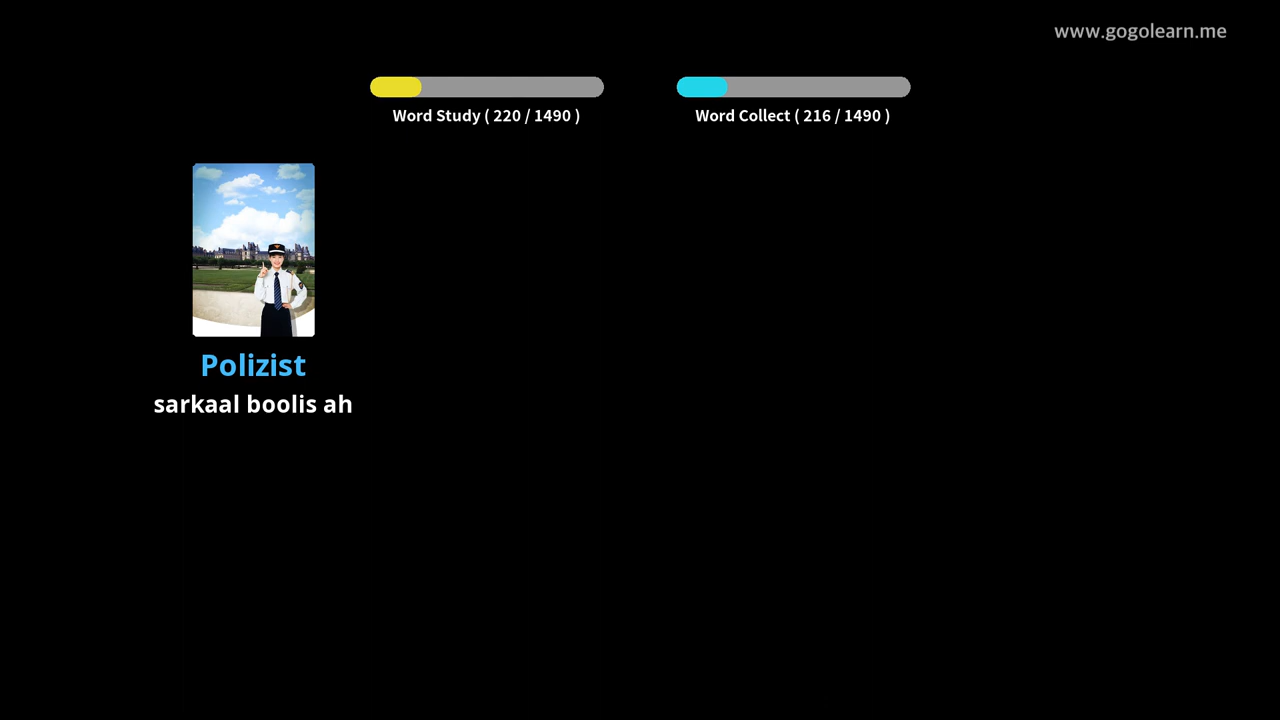 www.gogolearn.me
Word Study ( 220 / 1490 )
Word Collect ( 216 / 1490 )
Polizist
sarkaal boolis ah